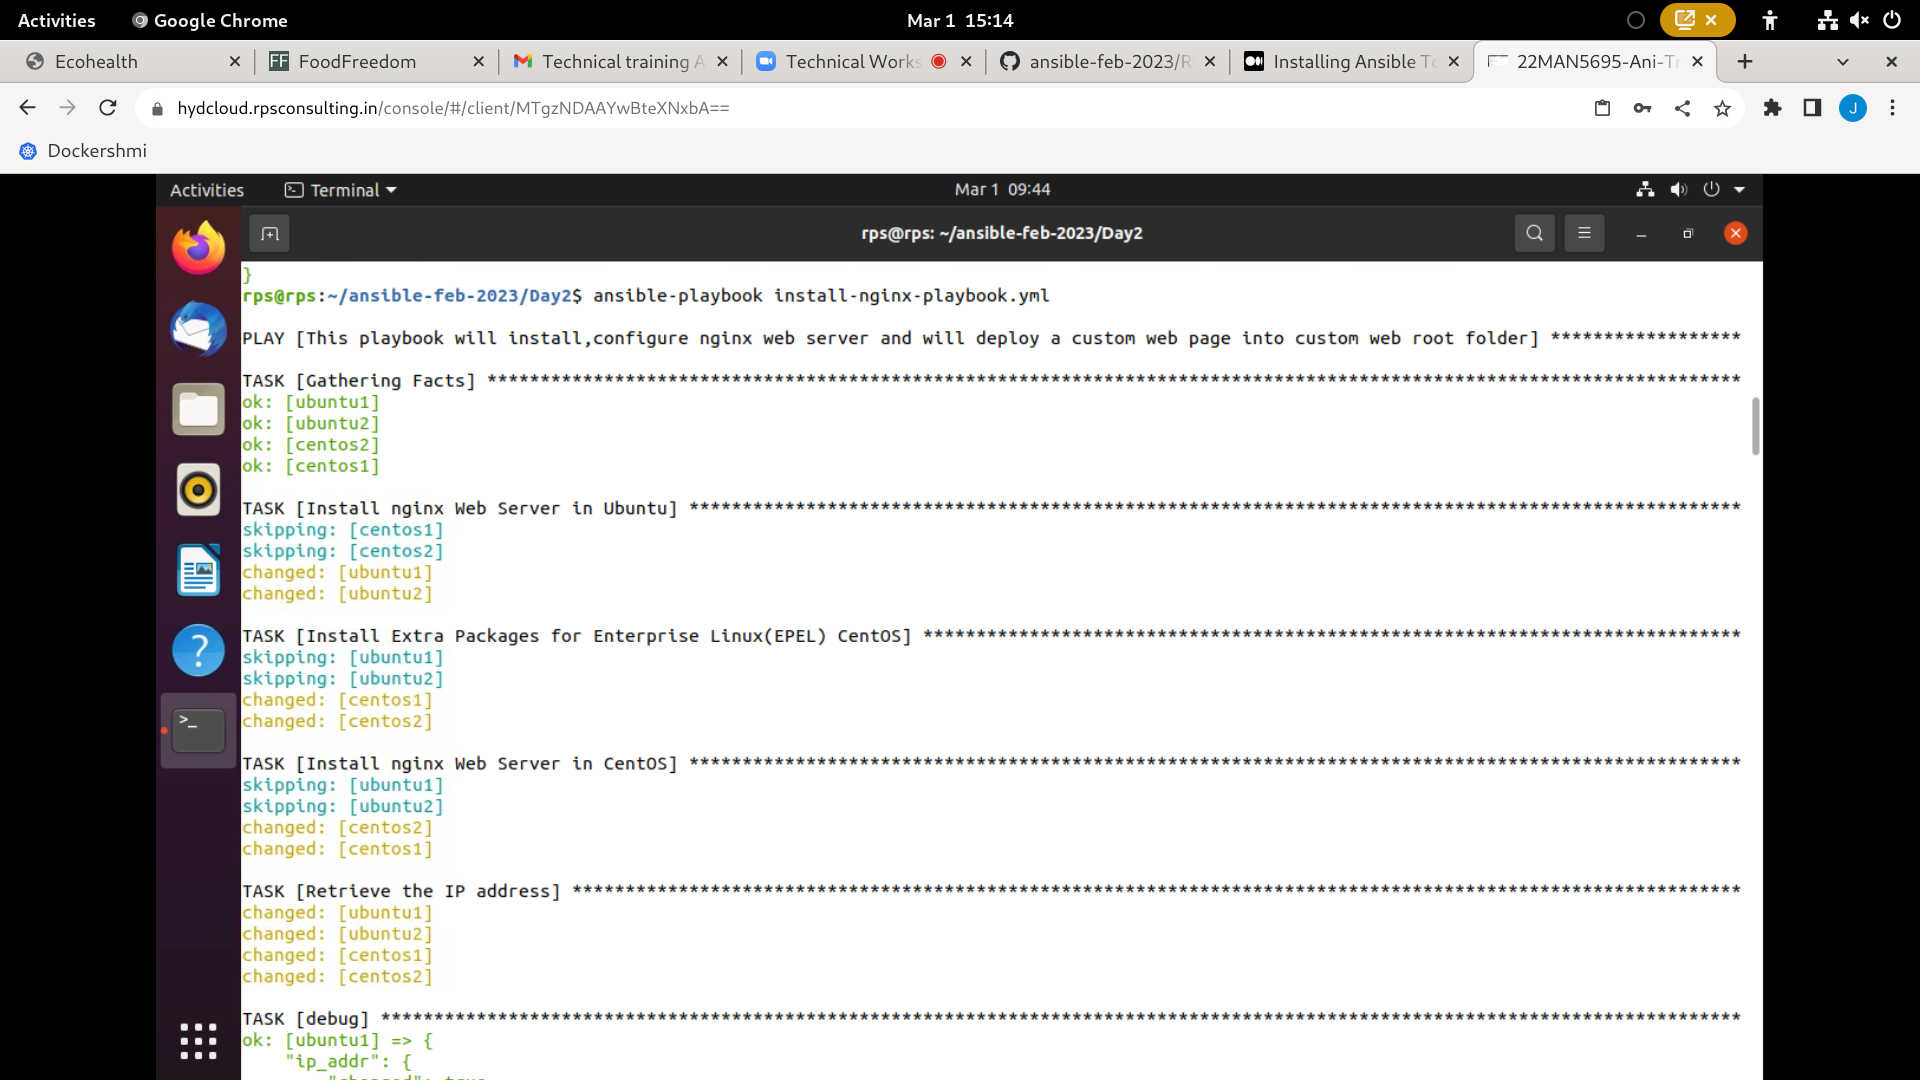 Activities Google Chrome Mar 1 15:14
Ecohealth FoodFreedom Technical training A Technical Works ansible-feb-2023/R Installing Ansible To 22MAN5695-Ani-Tr
hydcloud.rpsconsulting.in/console/#/client/MTgzNDAAYwBteXNxbA== J
Dockershmi
Activities Terminal Mar 1 09:44
rps@rps: ~/ansible-feb-2023/Day2
}
rps@rps:~/ansible-feb-2023/Day2$ ansible-playbook install-nginx-playbook.yml
PLAY [This playbook will install,configure nginx web server and will deploy a custom web page into custom web root folder] ******************
TASK [Gathering Facts] **********************************************************************************************************************
ok: [ubuntu1]
ok: [ubuntu2]
ok: [centos2]
ok: [centos1]
TASK [Install nginx Web Server in Ubuntu] ***************************************************************************************************
skipping: [centos1]
skipping: [centos2]
changed: [ubuntu1]
changed: [ubuntu2]
TASK [Install Extra Packages for Enterprise Linux(EPEL) CentOS] *****************************************************************************
skipping: [ubuntu1]
skipping: [ubuntu2]
changed: [centos1]
changed: [centos2]
TASK [Install nginx Web Server in CentOS] ***************************************************************************************************
skipping: [ubuntu1]
skipping: [ubuntu2]
changed: [centos2]
changed: [centos1]
TASK [Retrieve the IP address] **************************************************************************************************************
changed: [ubuntu1]
changed: [ubuntu2]
changed: [centos1]
changed: [centos2]
TASK [debug] ********************************************************************************************************************************
ok: [ubuntu1] => {
"ip_addr": {
"changed": true,